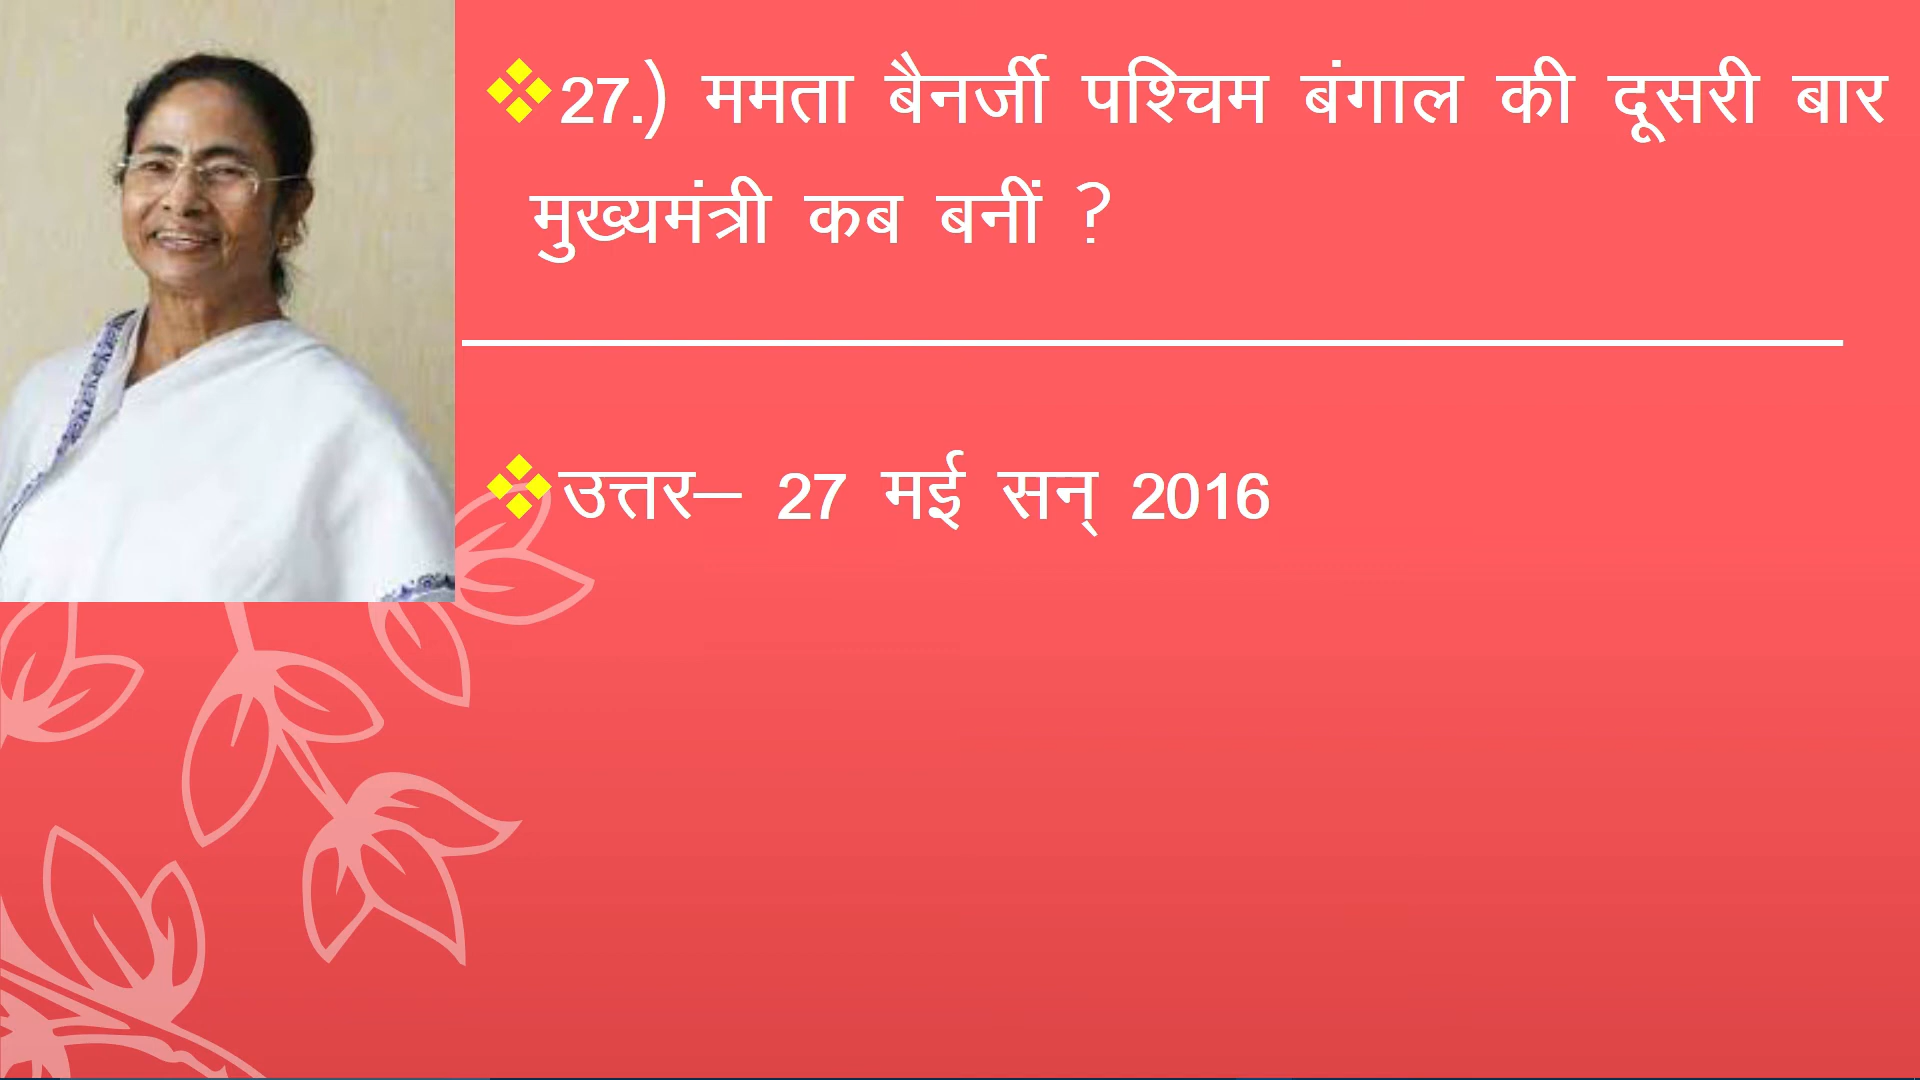 27.) ममता बैनर्जी पश्चिम बंगाल की दूसरी बार
मुख्यमंत्री कब बनीं ?
उत्तर– 27 मई सन् 2016